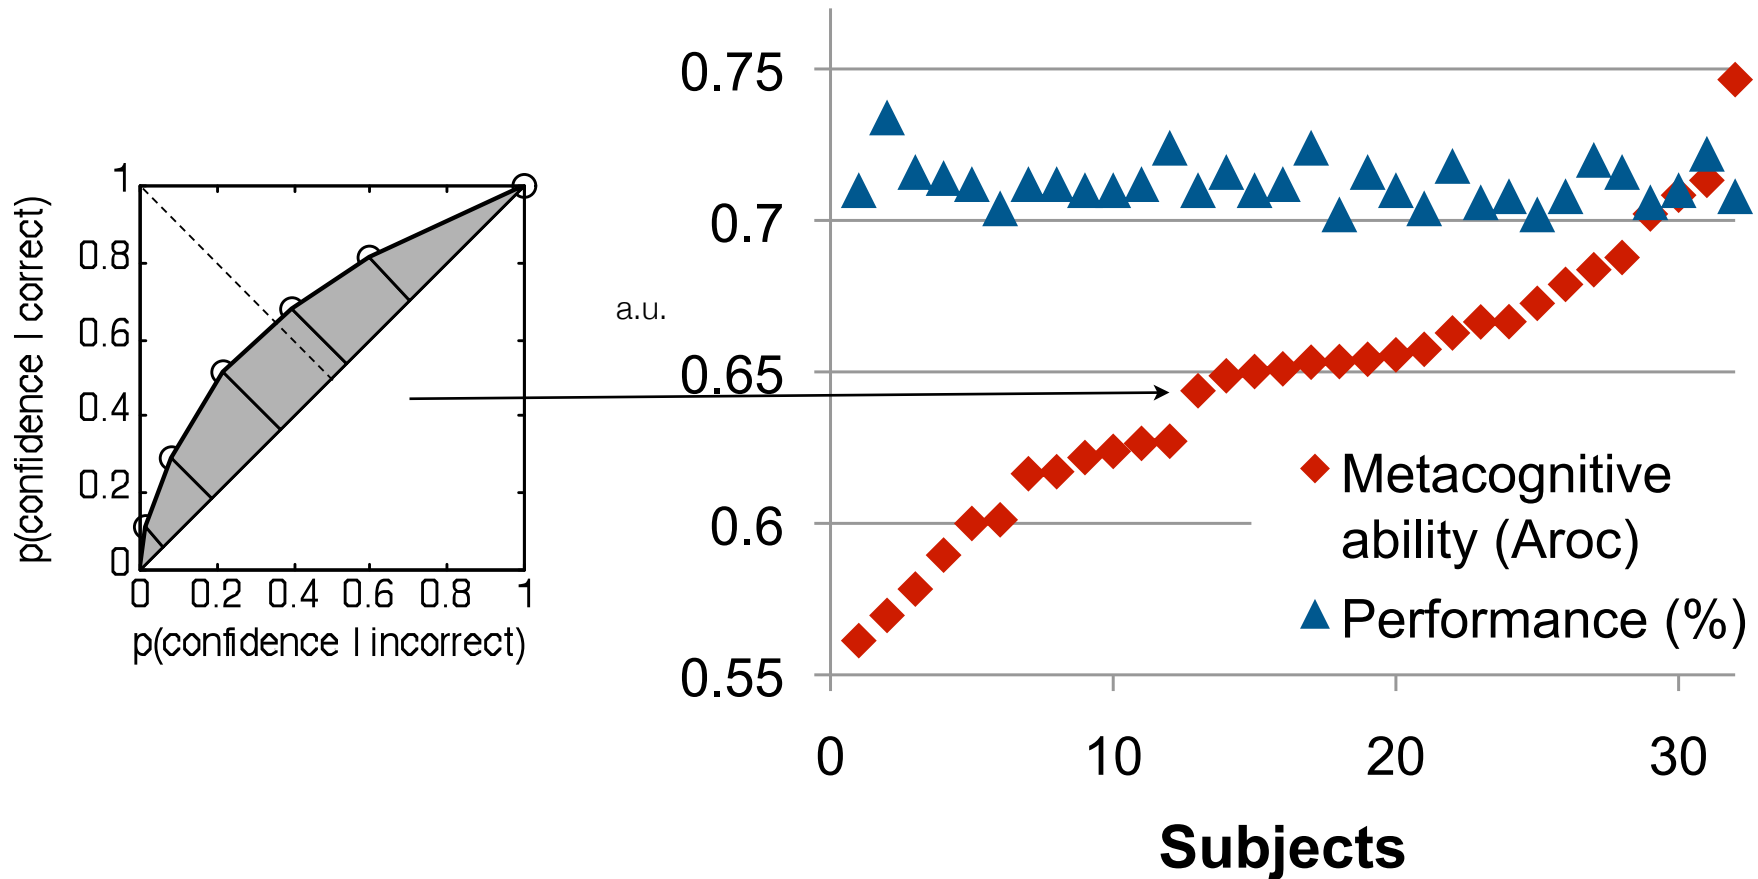 p(confidence | correct)
1
0.8
0.6
0.4
0.2
0
0 0.2 0.4 0.6 0.8 1
p(confidence | incorrect)
a.u.
0.75
0.7
0.65
0.6
0.55
0 10 20 30
Subjects
Metacognitive
ability (Aroc)
Performance (%)